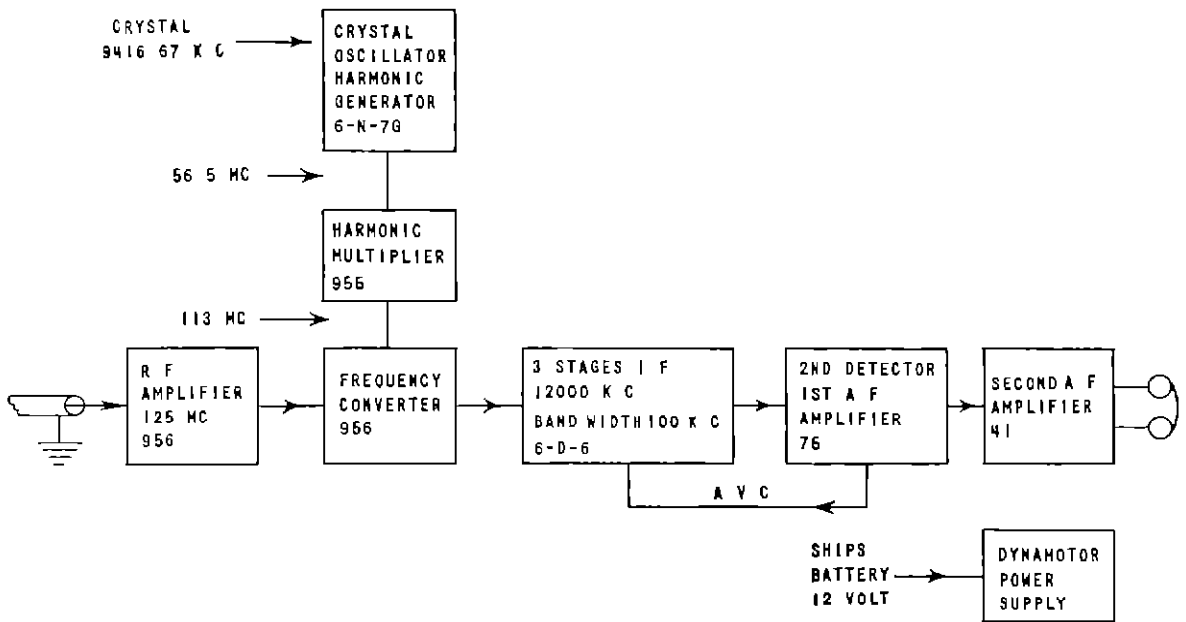 CRYSTAL
9416 67 K C
CRYSTAL
OSCILLATOR
HARMONIC
GENERATOR
6-N-7G
56 5 MC
HARMONIC
MULTIPLIER
955
113 MC
R F
AMPLIFIER
125 MC
956
FREQUENCY
CONVERTER
956
3 STAGES I F
12000 K C
BAND WIDTH 100 K C
6-D-6
2ND DETECTOR
1ST A F
AMPLIFIER
76
SECOND A F
AMPLIFIER
41
A V C
SHIPS
BATTERY
12 VOLT
DYNAMOTOR
POWER
SUPPLY